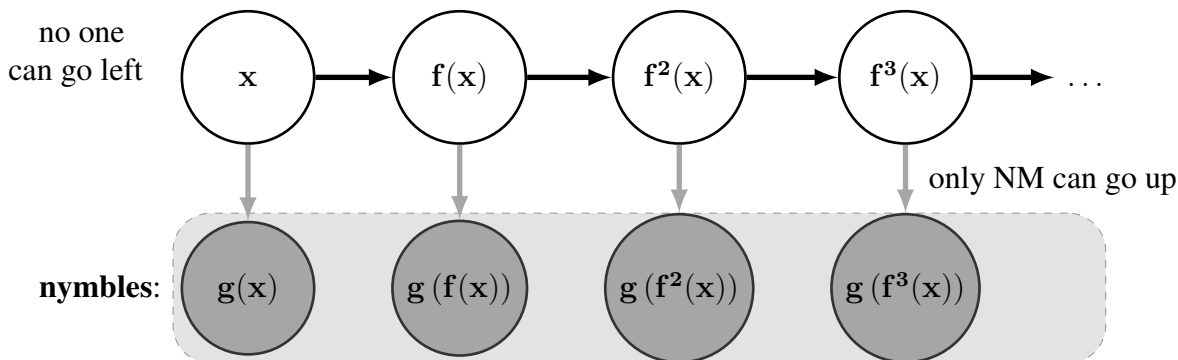 no one
can go left
x
f(x)
f²(x)
f³(x)
...
only NM can go up
nymbles:
g(x)
g (f(x))
g (f²(x))
g (f³(x))